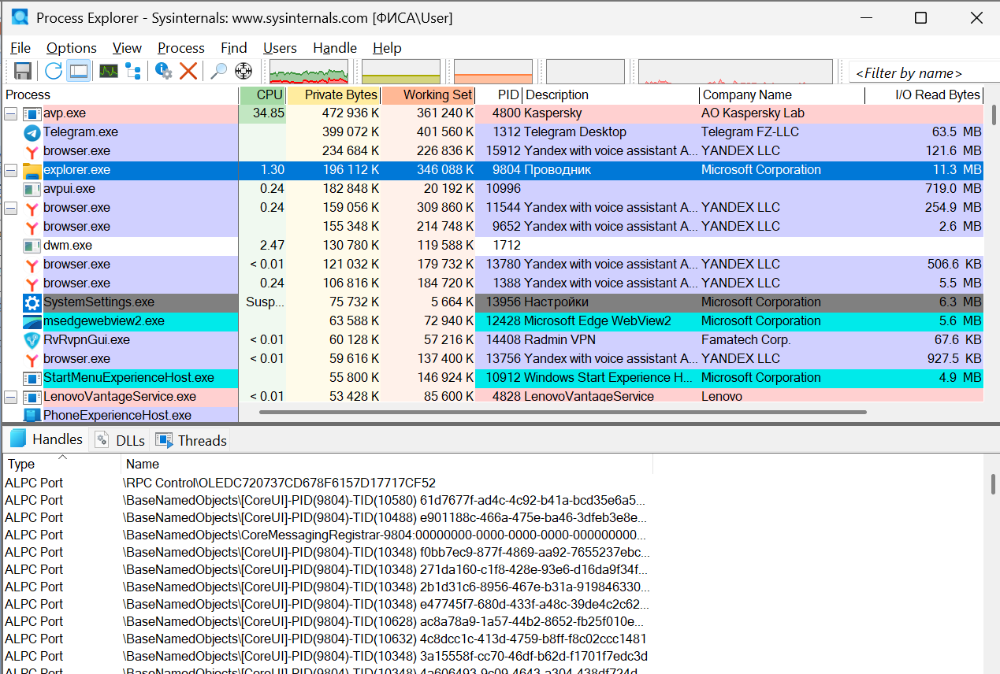 Process Explorer - Sysinternals: www.sysinternals.com [ФИСА\User]
File Options View Process Find Users Handle Help
<Filter by name>
Process CPU Private Bytes Working Set PID Description Company Name I/O Read Bytes
avp.exe 34.85 472 936 K 361 240 K 4800 Kaspersky AO Kaspersky Lab
Telegram.exe 399 072 K 401 560 K 1312 Telegram Desktop Telegram FZ-LLC 63.5 MB
browser.exe 234 684 K 226 836 K 15912 Yandex with voice assistant A... YANDEX LLC 121.6 MB
explorer.exe 1.30 196 112 K 346 088 K 9804 Проводник Microsoft Corporation 11.3 MB
avpui.exe 0.24 182 848 K 20 192 K 10996 719.0 MB
browser.exe 0.24 159 056 K 309 860 K 11544 Yandex with voice assistant A... YANDEX LLC 254.9 MB
browser.exe 155 348 K 214 748 K 9652 Yandex with voice assistant A... YANDEX LLC 2.6 MB
dwm.exe 2.47 130 780 K 119 588 K 1712
browser.exe < 0.01 121 032 K 179 732 K 13780 Yandex with voice assistant A... YANDEX LLC 506.6 KB
browser.exe 0.24 106 816 K 184 720 K 1388 Yandex with voice assistant A... YANDEX LLC 5.5 MB
SystemSettings.exe Susp... 75 732 K 5 664 K 13956 Настройки Microsoft Corporation 6.3 MB
msedgewebview2.exe 63 588 K 72 940 K 12428 Microsoft Edge WebView2 Microsoft Corporation 5.6 MB
RvRvpnGui.exe < 0.01 60 128 K 57 216 K 14408 Radmin VPN Famatech Corp. 67.6 KB
browser.exe < 0.01 59 616 K 137 400 K 13756 Yandex with voice assistant A... YANDEX LLC 927.5 KB
StartMenuExperienceHost.exe 55 800 K 146 924 K 10912 Windows Start Experience H... Microsoft Corporation 4.9 MB
LenovoVantageService.exe < 0.01 53 428 K 85 600 K 4828 LenovoVantageService Lenovo
PhoneExperienceHost.exe
Handles DLLs Threads
Type Name
ALPC Port \RPC Control\OLEDC720737CD678F6157D17717CF52
ALPC Port \BaseNamedObjects\[CoreUI]-PID(9804)-TID(10580) 61d7677f-ad4c-4c92-b41a-bcd35e6a5...
ALPC Port \BaseNamedObjects\[CoreUI]-PID(9804)-TID(10488) e901188c-466a-475e-ba46-3dfeb3e8e...
ALPC Port \BaseNamedObjects\CoreMessagingRegistrar-9804:00000000-0000-0000-0000-000000000...
ALPC Port \BaseNamedObjects\[CoreUI]-PID(9804)-TID(10348) f0bb7ec9-877f-4869-aa92-7655237ebc...
ALPC Port \BaseNamedObjects\[CoreUI]-PID(9804)-TID(10348) 271da160-c1f8-428e-93e6-d16da9f34f...
ALPC Port \BaseNamedObjects\[CoreUI]-PID(9804)-TID(10348) 2b1d31c6-8956-467e-b31a-919846330...
ALPC Port \BaseNamedObjects\[CoreUI]-PID(9804)-TID(10348) e47745f7-680d-433f-a48c-39de4c2c62...
ALPC Port \BaseNamedObjects\[CoreUI]-PID(9804)-TID(10628) ac8a78a9-1a57-44b2-8652-fb25f010e...
ALPC Port \BaseNamedObjects\[CoreUI]-PID(9804)-TID(10632) 4c8dcc1c-413d-4759-b8ff-f8c02ccc1481
ALPC Port \BaseNamedObjects\[CoreUI]-PID(9804)-TID(10348) 3a15558f-cc70-46df-b62d-f1701f7edc3d
ALPC Port \BaseNamedObjects\[CoreUI]-PID(9804)-TID(10348)